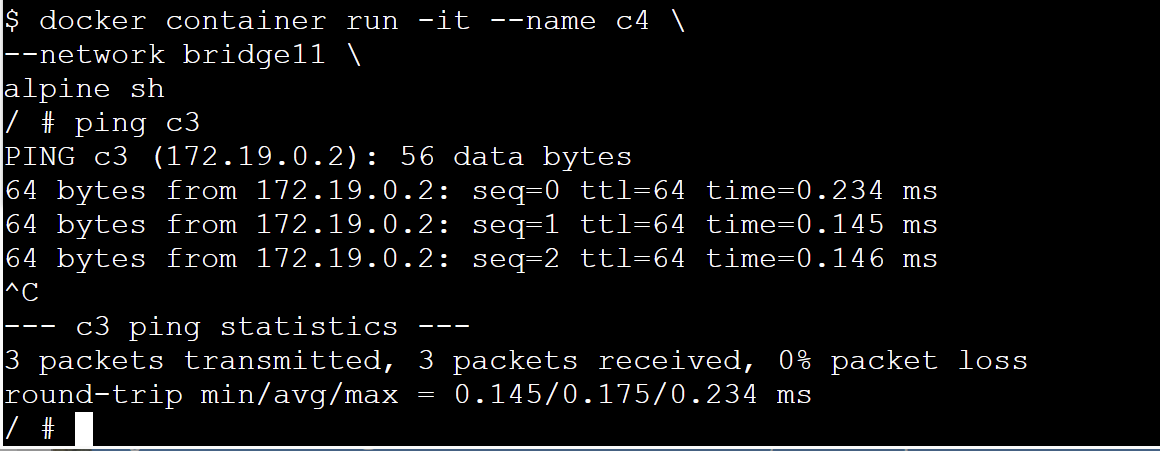 $ docker container run -it --name c4 \
--network bridge11 \
alpine sh
/ # ping c3
PING c3 (172.19.0.2): 56 data bytes
64 bytes from 172.19.0.2: seq=0 ttl=64 time=0.234 ms
64 bytes from 172.19.0.2: seq=1 ttl=64 time=0.145 ms
64 bytes from 172.19.0.2: seq=2 ttl=64 time=0.146 ms
^C
--- c3 ping statistics ---
3 packets transmitted, 3 packets received, 0% packet loss
round-trip min/avg/max = 0.145/0.175/0.234 ms
/ #